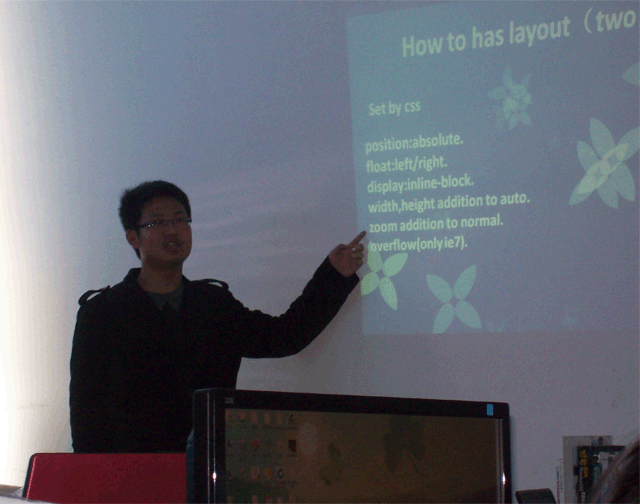 How to has layout（two
Set by css
position:absolute.
float:left/right.
display:inline-block.
width,height addition to auto.
zoom addition to normal.
overflow(only ie7).